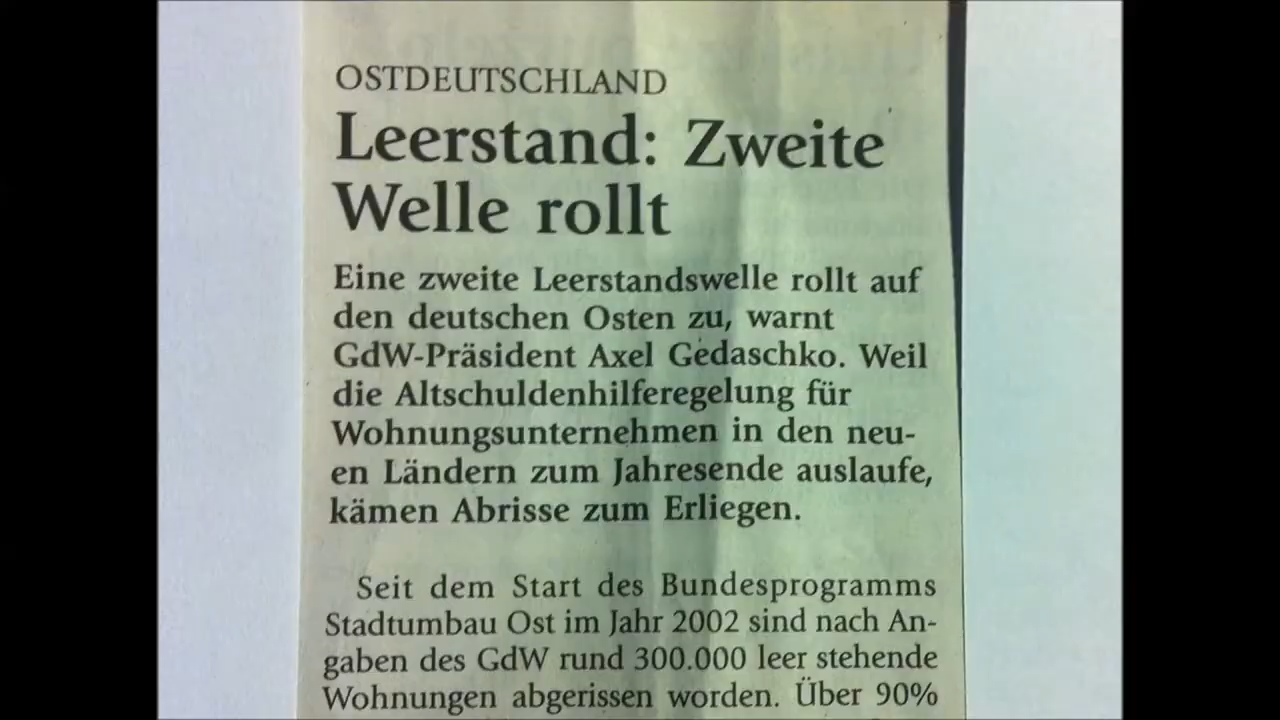 OSTDEUTSCHLAND
Leerstand: Zweite
Welle rollt
Eine zweite Leerstandswelle rollt auf
den deutschen Osten zu, warnt
GdW-Präsident Axel Gedaschko. Weil
die Altschuldenhilferegelung für
Wohnungsunternehmen in den neu-
en Ländern zum Jahresende auslaufe,
kämen Abrisse zum Erliegen.
Seit dem Start des Bundesprogramms
Stadtumbau Ost im Jahr 2002 sind nach An-
gaben des GdW rund 300.000 leer stehende
Wohnungen abgerissen worden. Über 90%